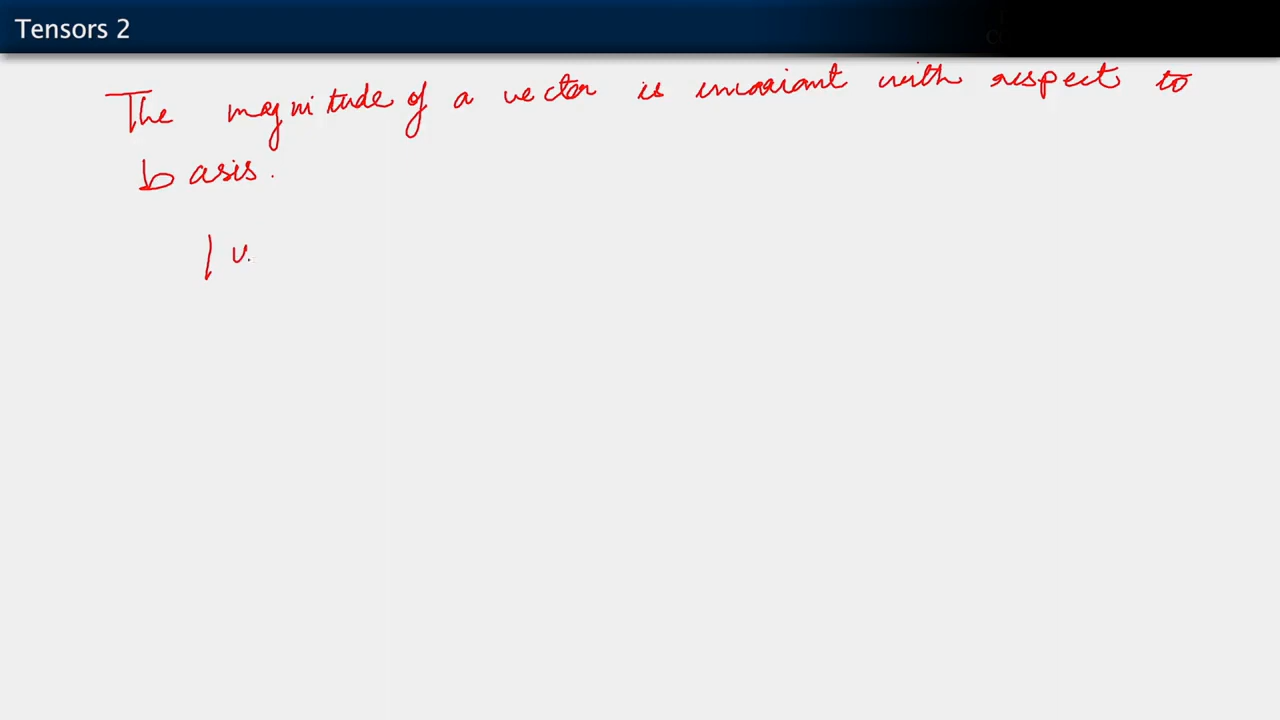 Tensors 2
The magnitude of a vector is invariant with respect to
basis.
| v